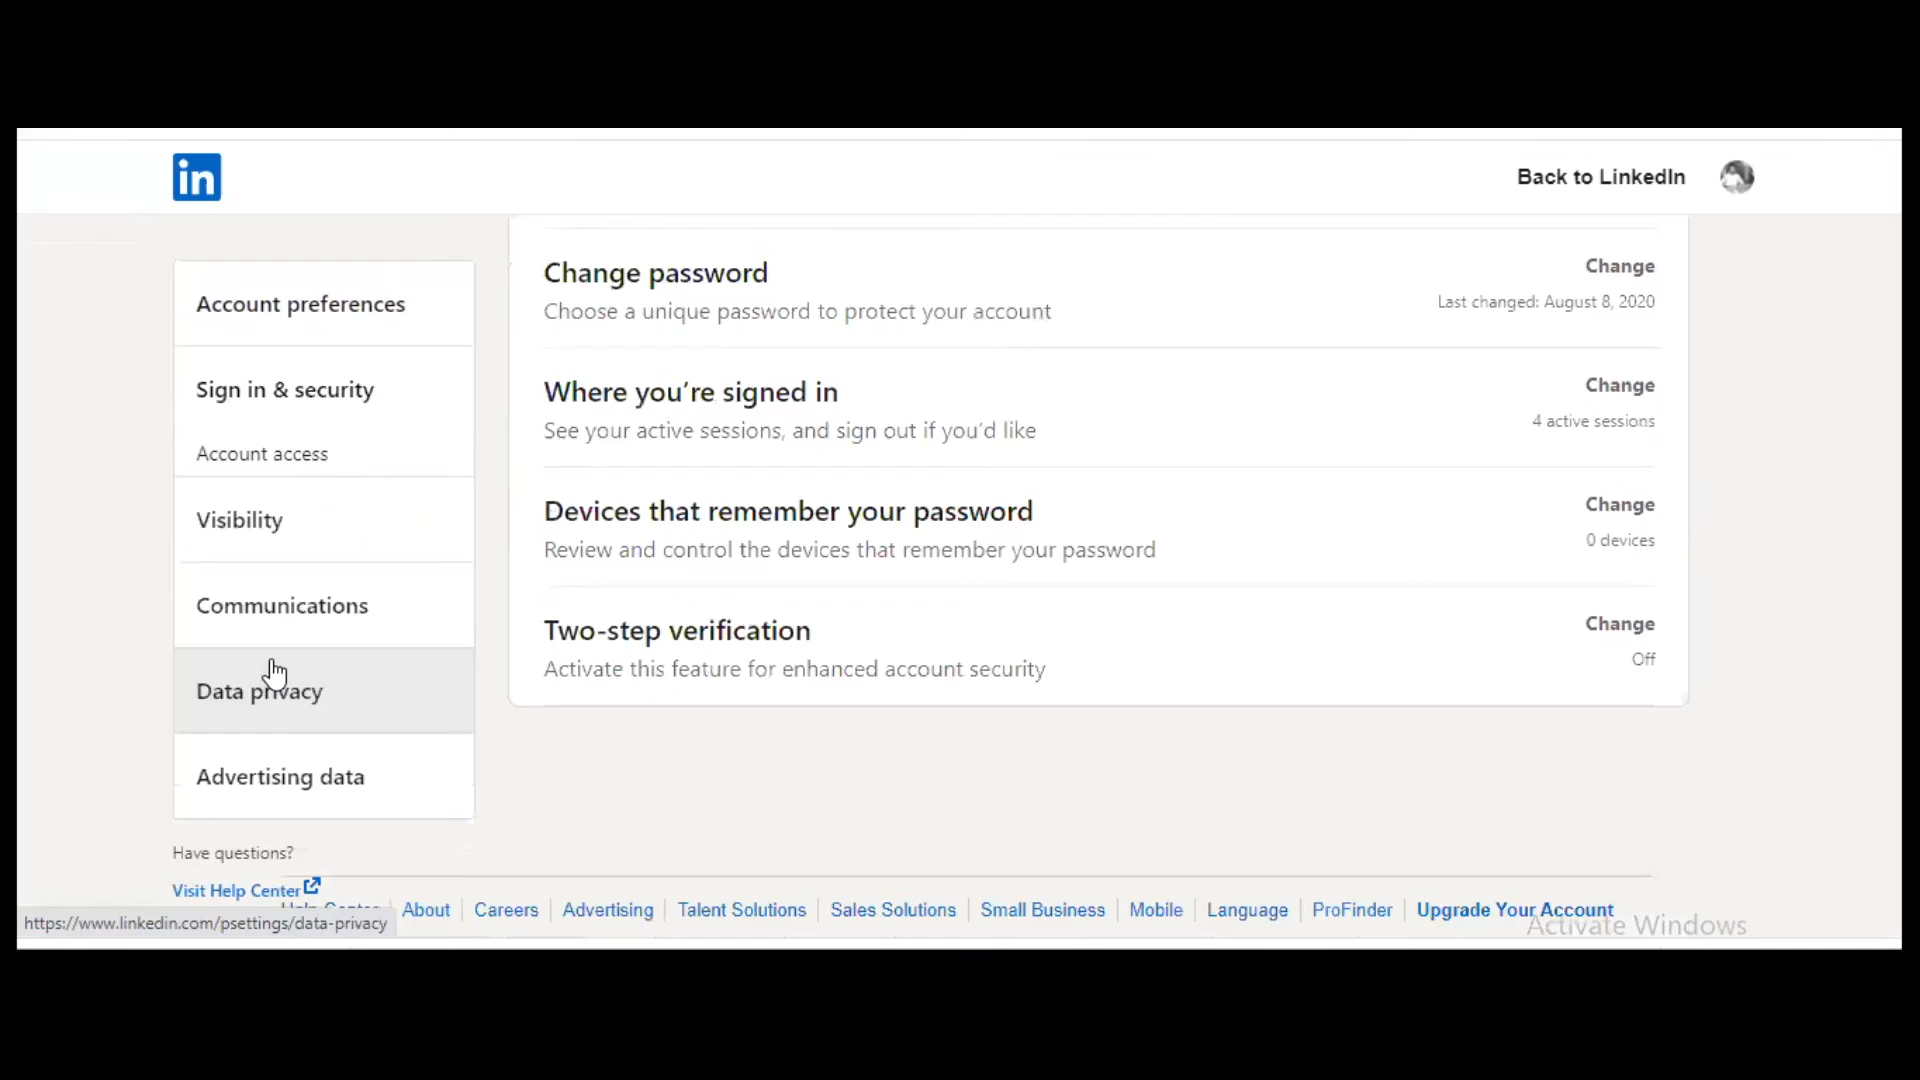 in
Back to LinkedIn
Account preferences
Sign in & security
Account access
Visibility
Communications
Data privacy
Advertising data
Have questions?
Visit Help Center
Change password
Change
Choose a unique password to protect your account
Last changed: August 8, 2020
Where you're signed in
Change
See your active sessions, and sign out if you'd like
4 active sessions
Devices that remember your password
Change
Review and control the devices that remember your password
0 devices
Two-step verification
Change
Activate this feature for enhanced account security
Off
Help Center About Careers Advertising Talent Solutions Sales Solutions Small Business Mobile Language ProFinder Upgrade Your Account
https://www.linkedin.com/psettings/data-privacy
Activate Windows